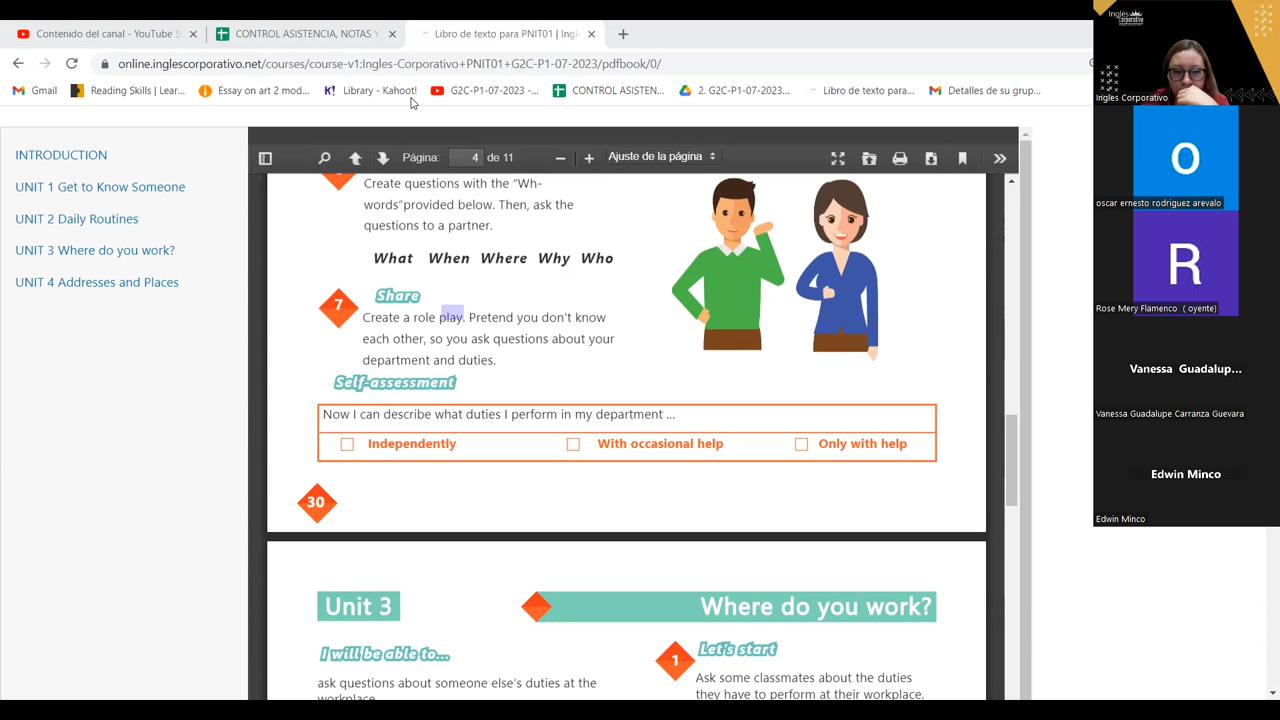 Contenido del canal - YouTube S
CONTROL ASISTENCIA, NOTAS Y
Libro de texto para PNIT01 | Ingl
online.inglescorporativo.net/courses/course-v1:Ingles-Corporativo+PNIT01+G2C-P1-07-2023/pdfbook/0/
Gmail
Reading Skills | Lear...
Essay on art 2 mod...
Library - Kahoot!
G2C-P1-07-2023 -...
CONTROL ASISTEN...
2. G2C-P1-07-2023...
Libro de texto para...
Detalles de su grup...
INTRODUCTION
UNIT 1 Get to Know Someone
UNIT 2 Daily Routines
UNIT 3 Where do you work?
UNIT 4 Addresses and Places
Página: 4 de 11
Ajuste de la página
Create questions with the "Wh-
words"provided below. Then, ask the
questions to a partner.
What When Where Why Who
7
Share
Create a role play. Pretend you don't know
each other, so you ask questions about your
department and duties.
Self-assessment
Now I can describe what duties I perform in my department ...
Independently
With occasional help
Only with help
30
Unit 3
Where do you work?
I will be able to...
ask questions about someone else's duties at the
workplace
1
Let's start
Ask some classmates about the duties
they have to perform at their workplace.
Inglés
Corporativo
Ingles Corporativo
O
oscar ernesto rodriguez arevalo
R
Rose Mery Flamenco ( oyente)
Vanessa Guadalup...
Vanessa Guadalupe Carranza Guevara
Edwin Minco
Edwin Minco